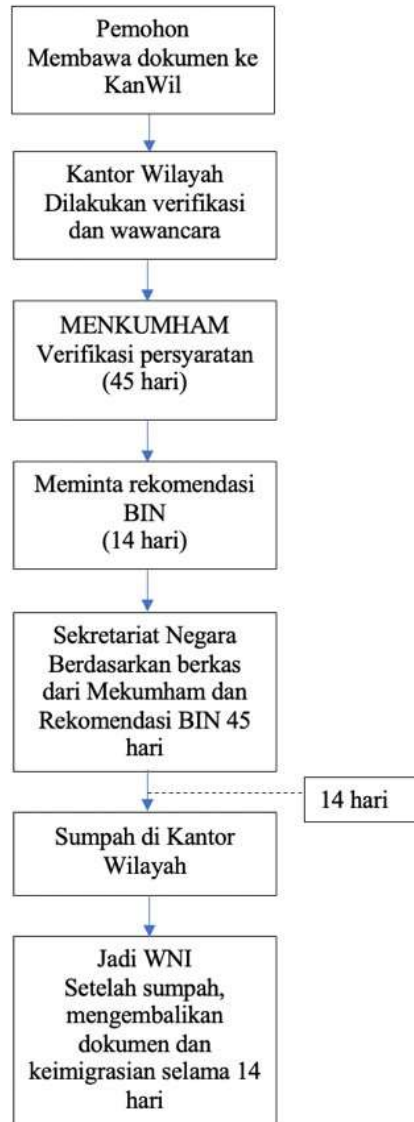 Pemohon
Membawa dokumen ke
KanWil
Kantor Wilayah
Dilakukan verifikasi
dan wawancara
MENKUMHAM
Verifikasi persyaratan
(45 hari)
Meminta rekomendasi
BIN
(14 hari)
Sekretariat Negara
Berdasarkan berkas
dari Mekumham dan
Rekomendasi BIN 45
hari
14 hari
Sumpah di Kantor
Wilayah
Jadi WNI
Setelah sumpah,
mengembalikan
dokumen dan
keimigrasian selama 14
hari